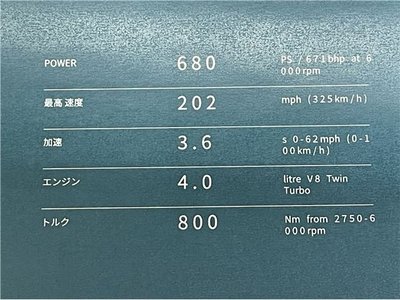 POWER 680 PS / 671bhp at 6
000rpm
最高速度 202 mph (325km/h)
加速 3.6 s 0-62mph (0-1
00km/h)
エンジン 4.0 litre V8 Twin
Turbo
トルク 800 Nm from 2750-6
000rpm